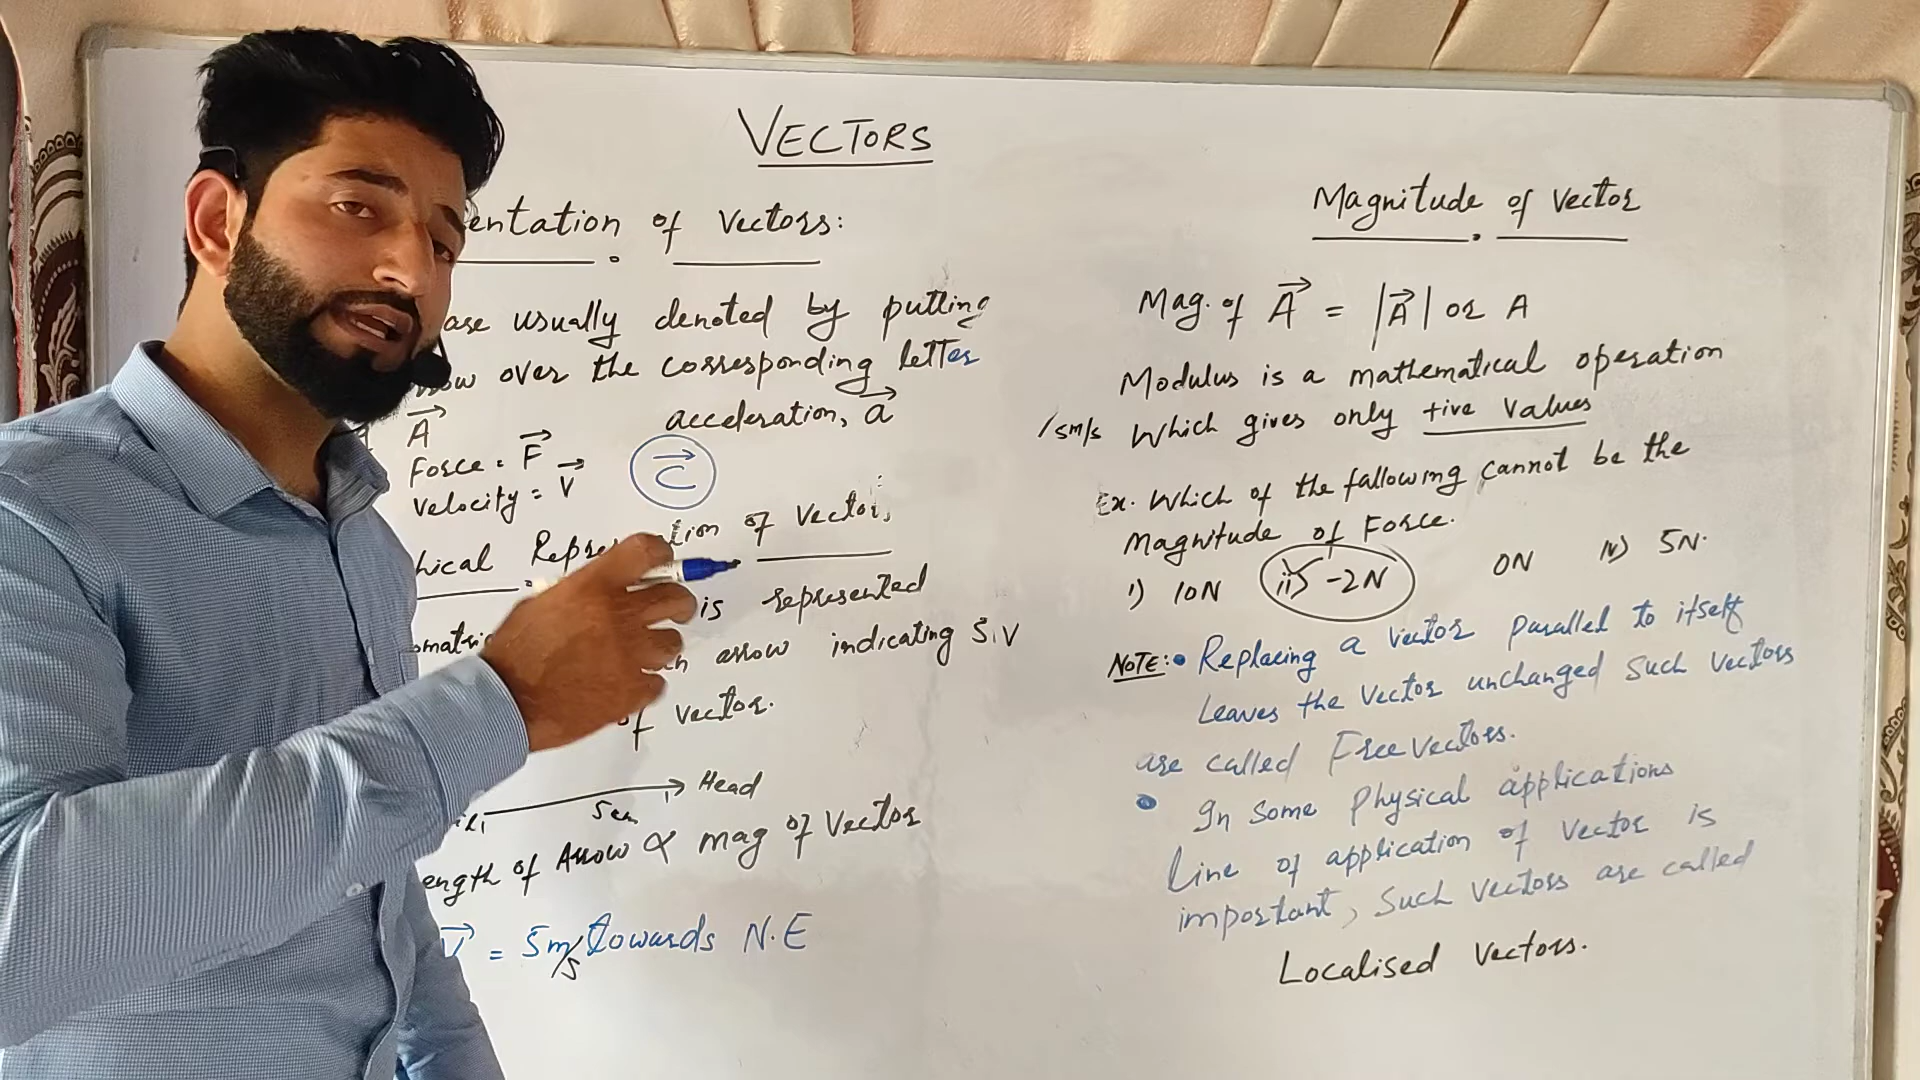 VECTORS
entation of Vectors:
are usually denoted by putting
over the corresponding letter
A
acceleration, a
Force = F
Velocity = V
C
hical Repre tion of Vector,
is represented
arrow indicating S.V
of Vector.
Head
5cm
ength of Arrow ∝ mag of Vector
V = 5m/s towards N.E
Magnitude of Vector
Mag. of A = |A| or A
Modulus is a mathematical operation
Which gives only +ive Values
Ex. Which of the fallowing cannot be the
Magnitude of Force.
i) 10N ii) -2N 0N iv) 5N.
NOTE: • Replacing a Vector parallel to itself
Leaves the Vector unchanged Such Vectors
are called Free Vectors.
• In Some Physical applications
Line of application of Vector is
important, Such Vectors are called
Localised Vectors.